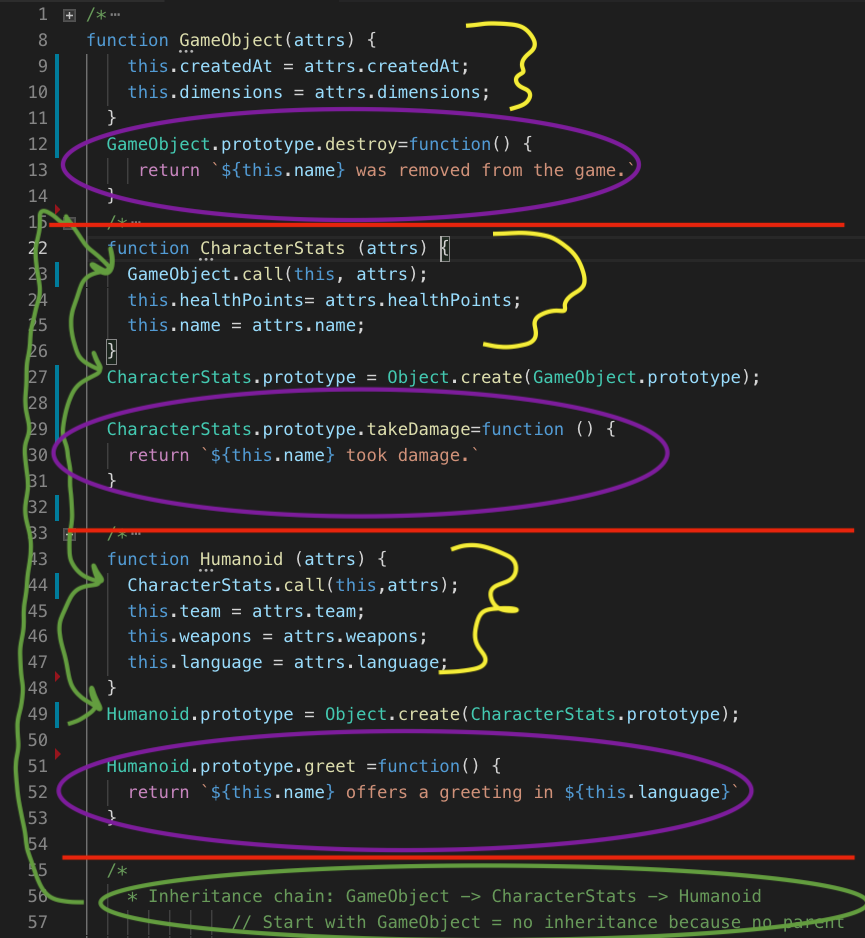 1 /*⋯
8 function GameObject(attrs) {
9 this.createdAt = attrs.createdAt;
10 this.dimensions = attrs.dimensions;
11 }
12 GameObject.prototype.destroy=function() {
13 return `${this.name} was removed from the game.`
14 }
15 /*⋯
22 function CharacterStats (attrs) {
23 GameObject.call(this, attrs);
24 this.healthPoints= attrs.healthPoints;
25 this.name = attrs.name;
26 }
27 CharacterStats.prototype = Object.create(GameObject.prototype);
28
29 CharacterStats.prototype.takeDamage=function () {
30 return `${this.name} took damage.`
31 }
32
33 /*⋯
43 function Humanoid (attrs) {
44 CharacterStats.call(this,attrs);
45 this.team = attrs.team;
46 this.weapons = attrs.weapons;
47 this.language = attrs.language;
48 }
49 Humanoid.prototype = Object.create(CharacterStats.prototype);
50
51 Humanoid.prototype.greet =function() {
52 return `${this.name} offers a greeting in ${this.language}`
53 }
54
55 /*
56 * Inheritance chain: GameObject -> CharacterStats -> Humanoid
57 // Start with GameObject = no inheritance because no parent